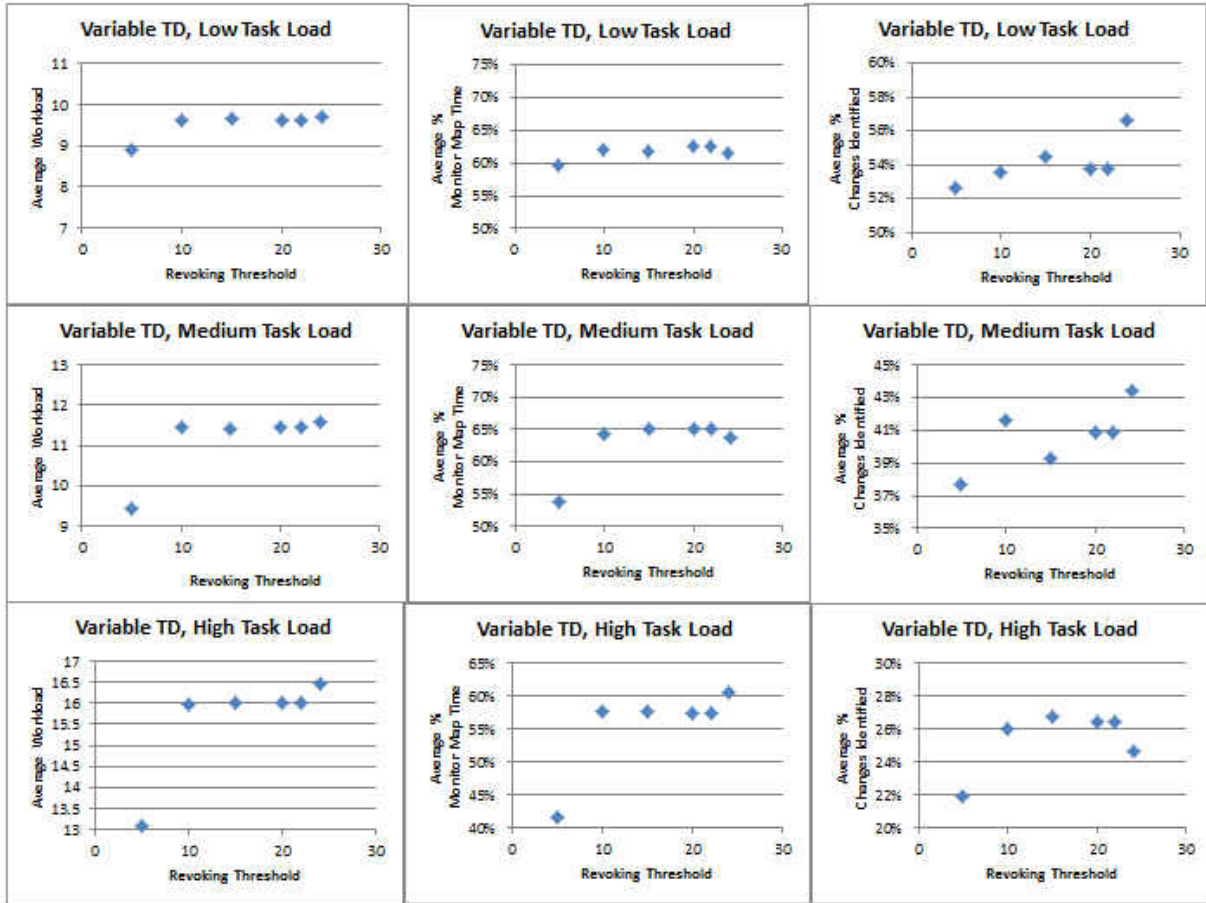 Variable TD, Low Task Load
11
10
9
8
7
0 10 20 30
Average Workload
Revoking Threshold
Variable TD, Low Task Load
75%
70%
65%
60%
55%
50%
0 10 20 30
Average %
Monitor Map Time
Revoking Threshold
Variable TD, Low Task Load
60%
58%
56%
54%
52%
50%
0 10 20 30
Average %
Changes Identified
Revoking Threshold
Variable TD, Medium Task Load
13
12
11
10
9
0 10 20 30
Average Workload
Revoking Threshold
Variable TD, Medium Task Load
75%
70%
65%
60%
55%
50%
0 10 20 30
Average %
Monitor Map Time
Revoking Threshold
Variable TD, Medium Task Load
45%
43%
41%
39%
37%
35%
0 10 20 30
Average %
Changes Identified
Revoking Threshold
Variable TD, High Task Load
17
16.5
16
15.5
15
14.5
14
13.5
13
0 10 20 30
Average Workload
Revoking Threshold
Variable TD, High Task Load
65%
60%
55%
50%
45%
40%
0 10 20 30
Average %
Monitor Map Time
Revoking Threshold
Variable TD, High Task Load
30%
28%
26%
24%
22%
20%
0 10 20 30
Average %
Changes Identified
Revoking Threshold